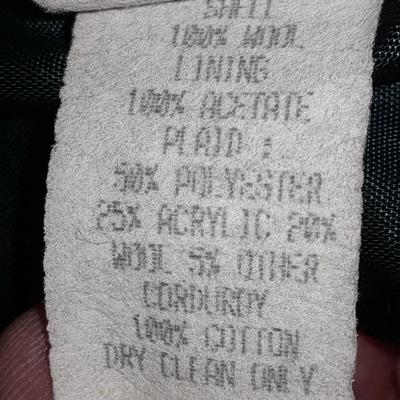 SHELL
100% WOOL
LINING
100% ACETATE
PLAID :
50% POLYESTER
25% ACRYLIC 20%
WOOL 5% OTHER
CORDUROY
100% COTTON
DRY CLEAN ONLY